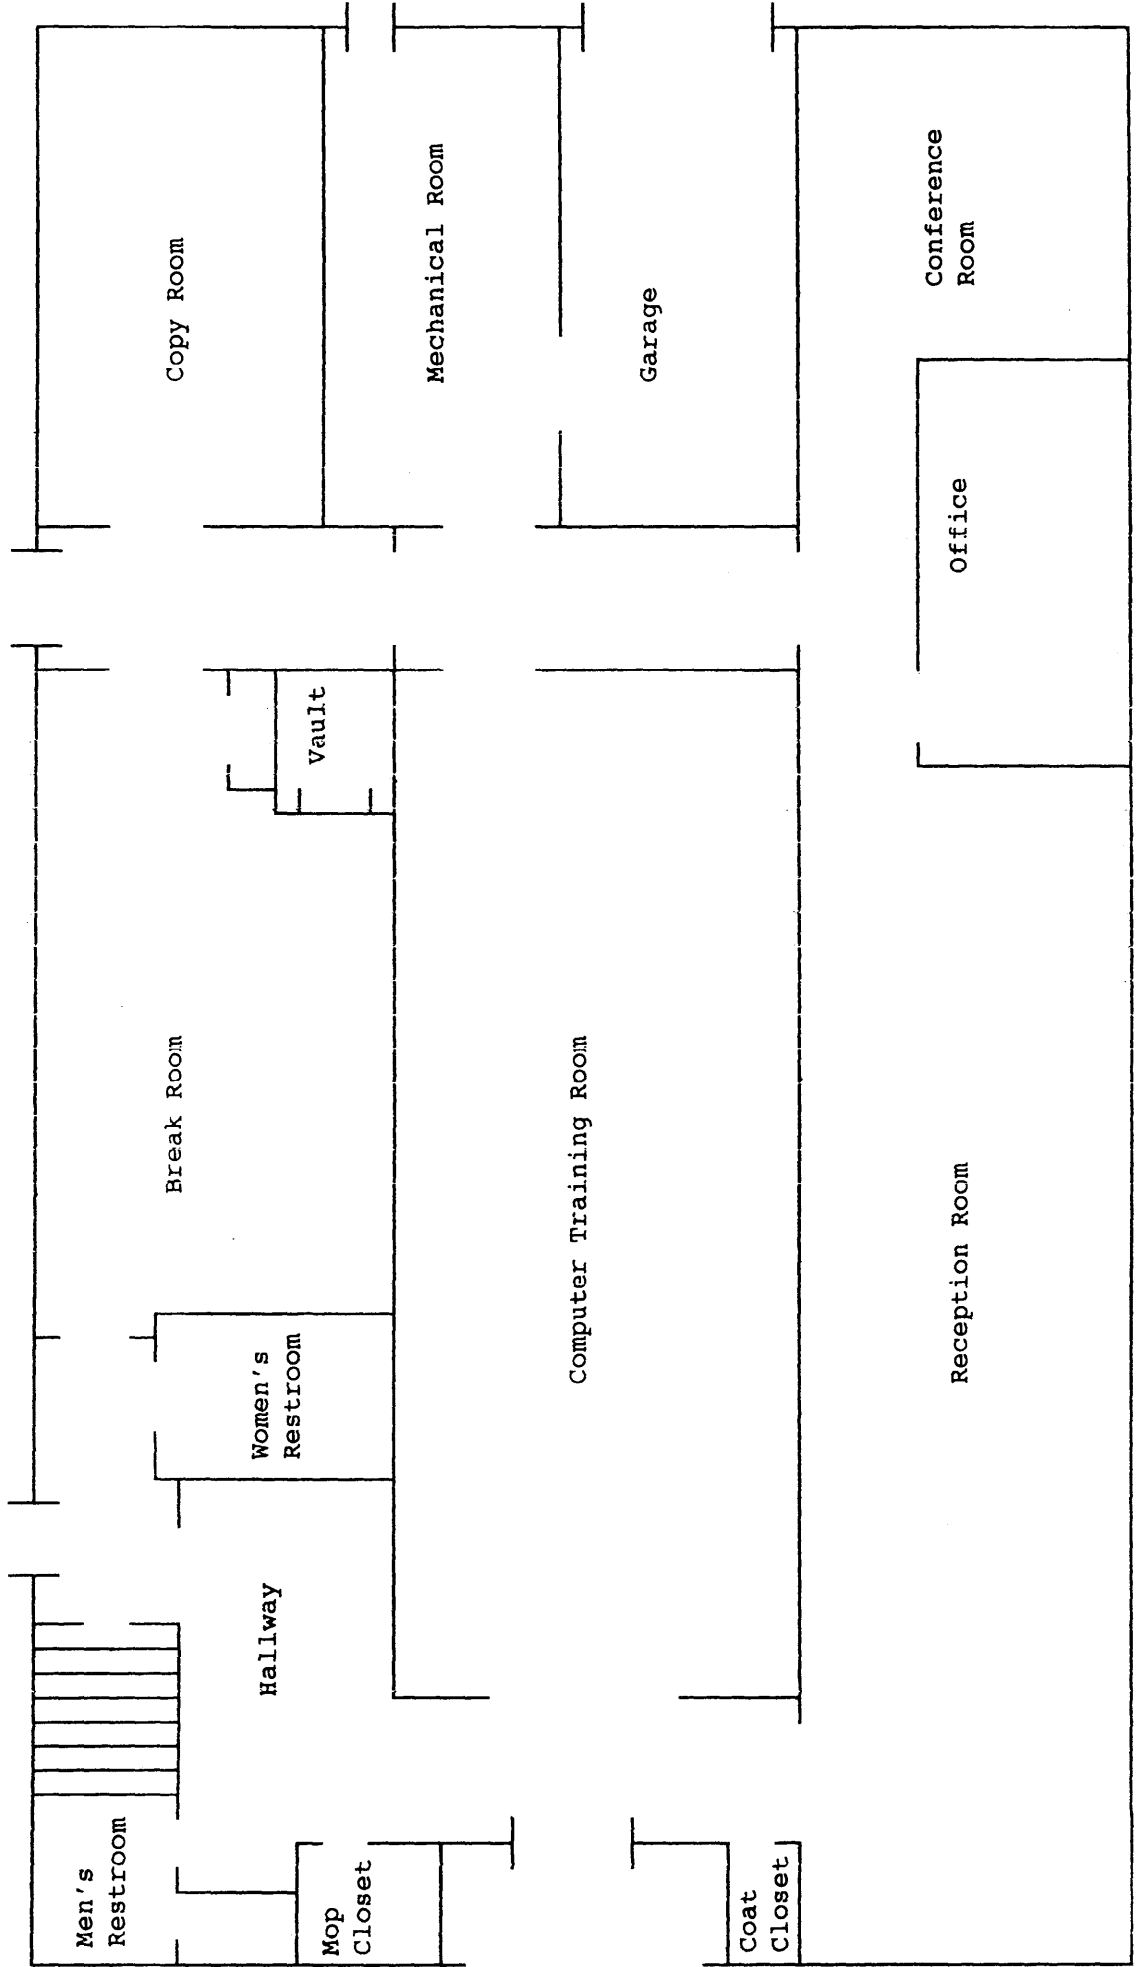 Men's
Restroom
Mop
Closet
Coat
Closet
Hallway
Women's
Restroom
Break Room
Computer Training Room
Reception Room
Vault
Office
Copy Room
Mechanical Room
Garage
Conference
Room